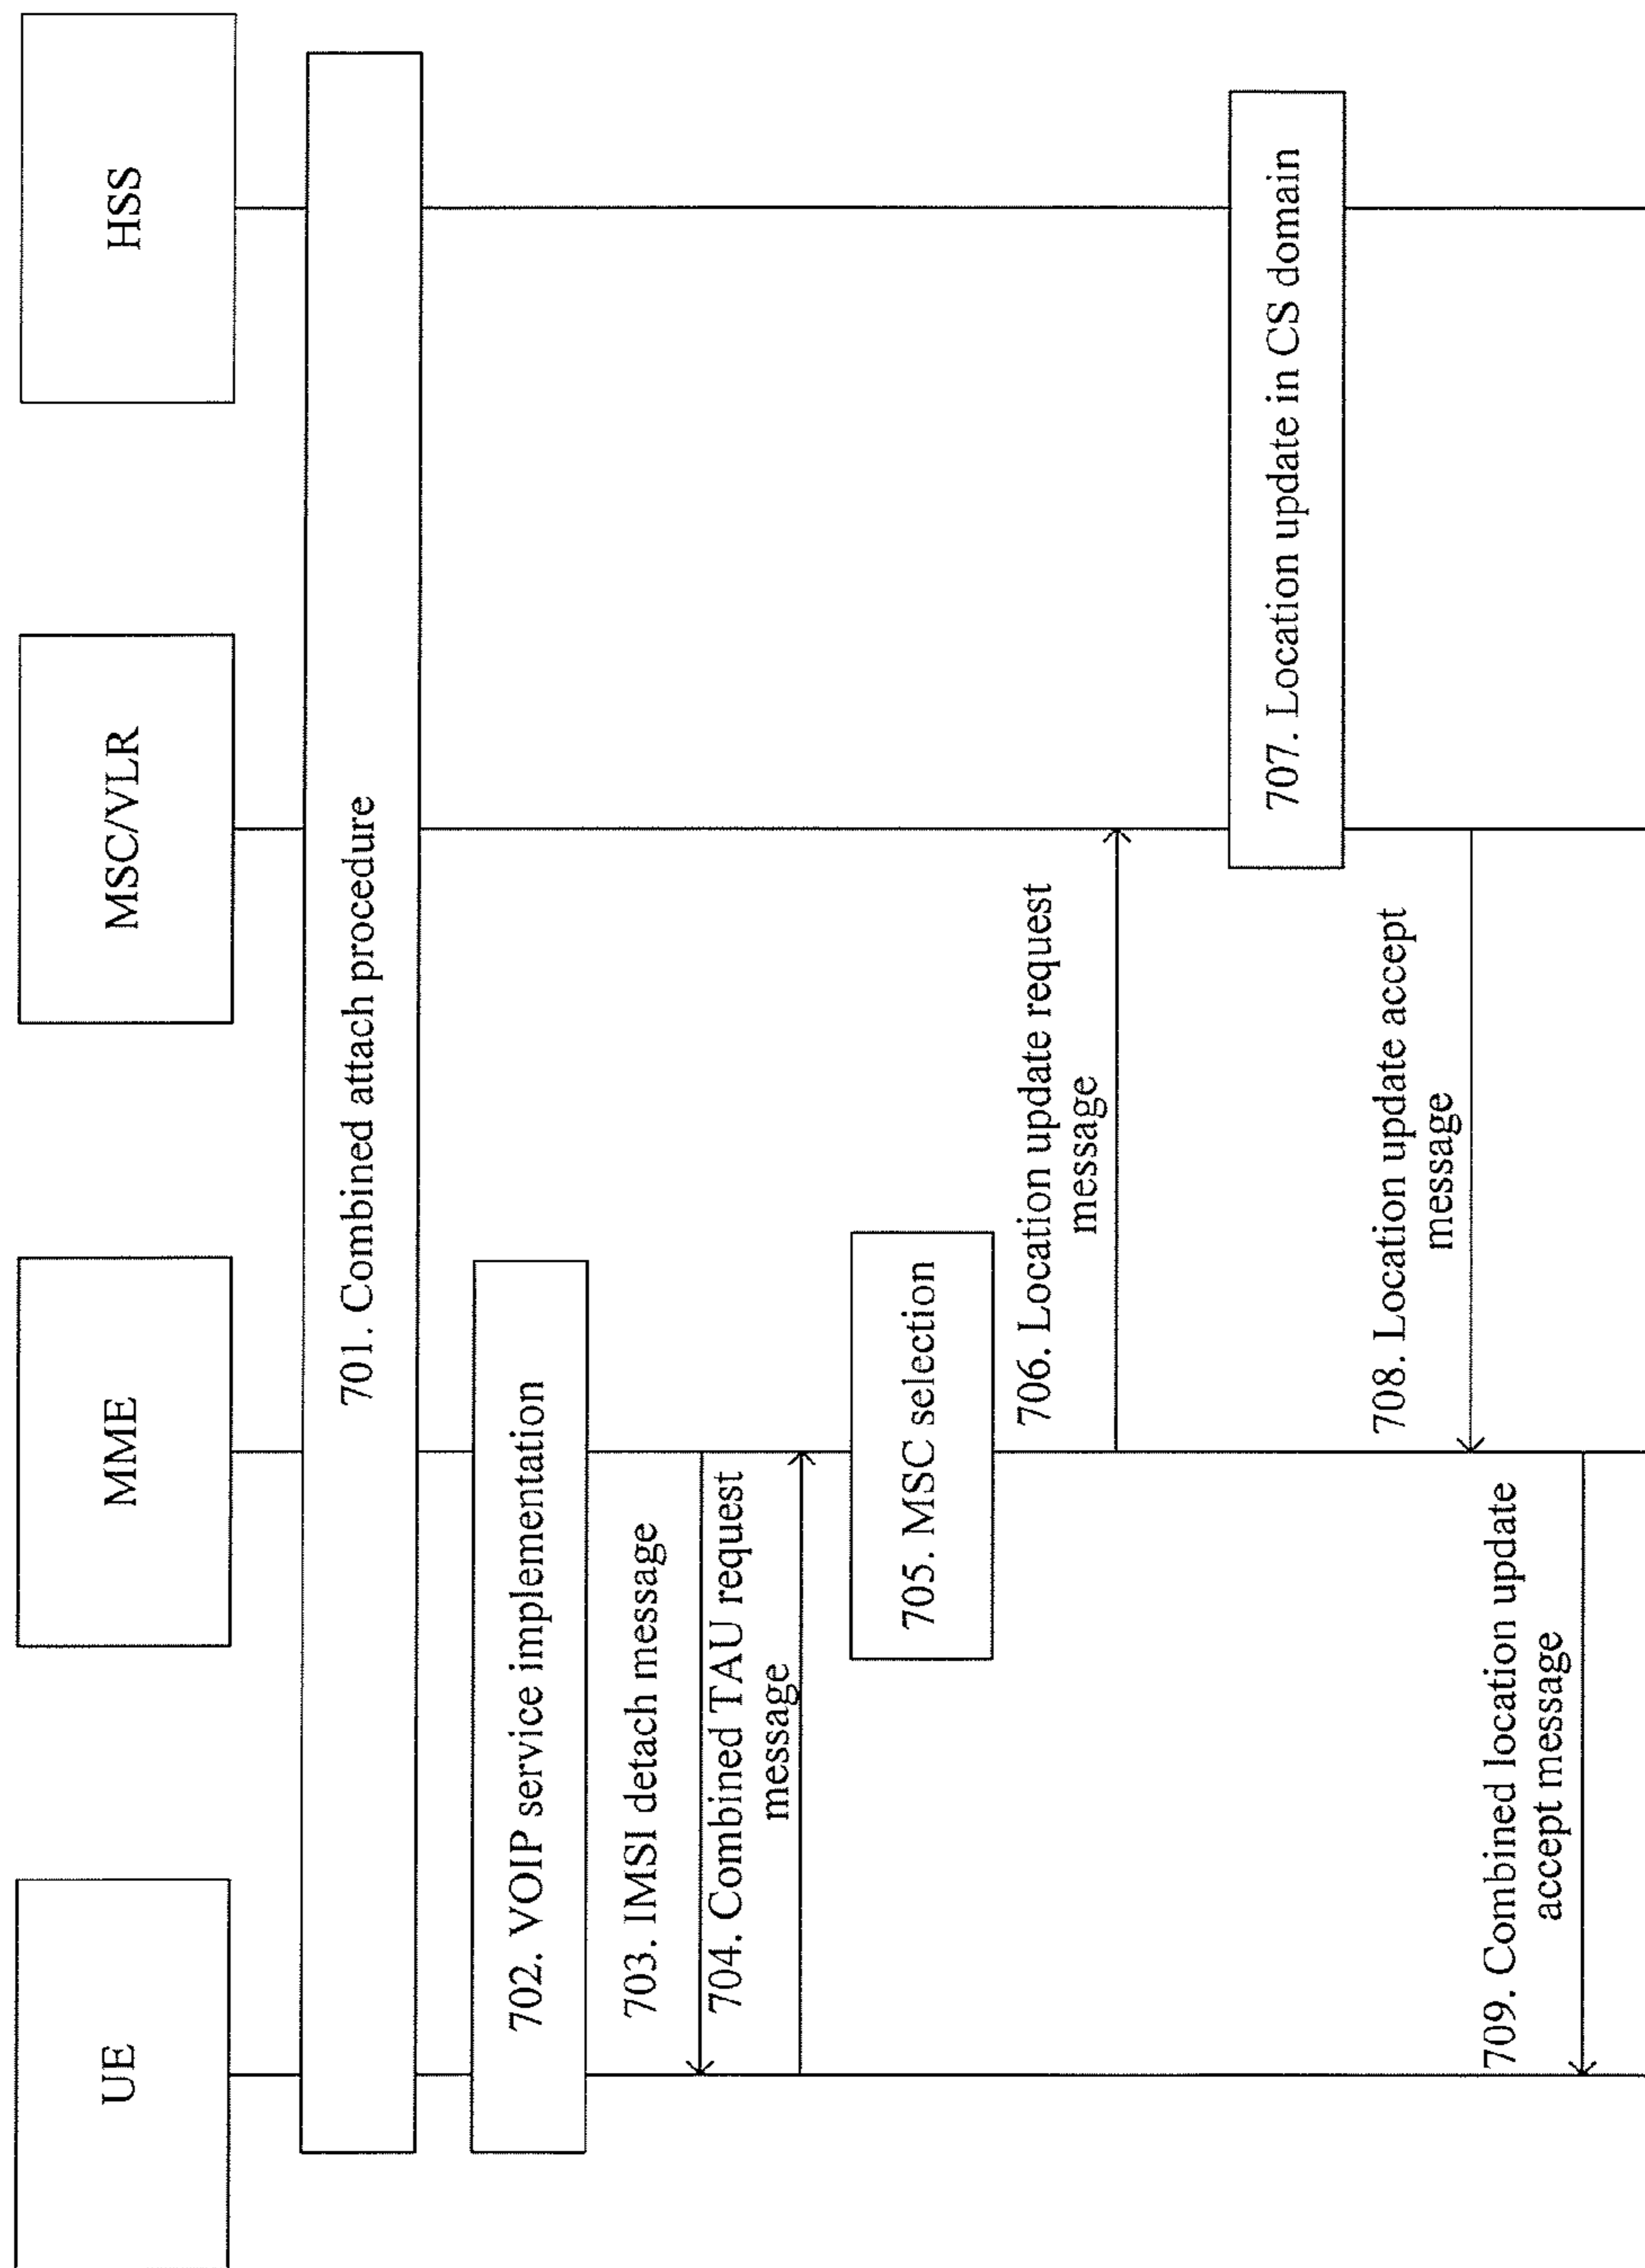 UE
MME
MSC/VLR
HSS
701. Combined attach procedure
702. VOIP service implementation
703. IMSI detach message
704. Combined TAU request
message
705. MSC selection
706. Location update request
message
707. Location update in CS domain
708. Location update accept
message
709. Combined location update
accept message